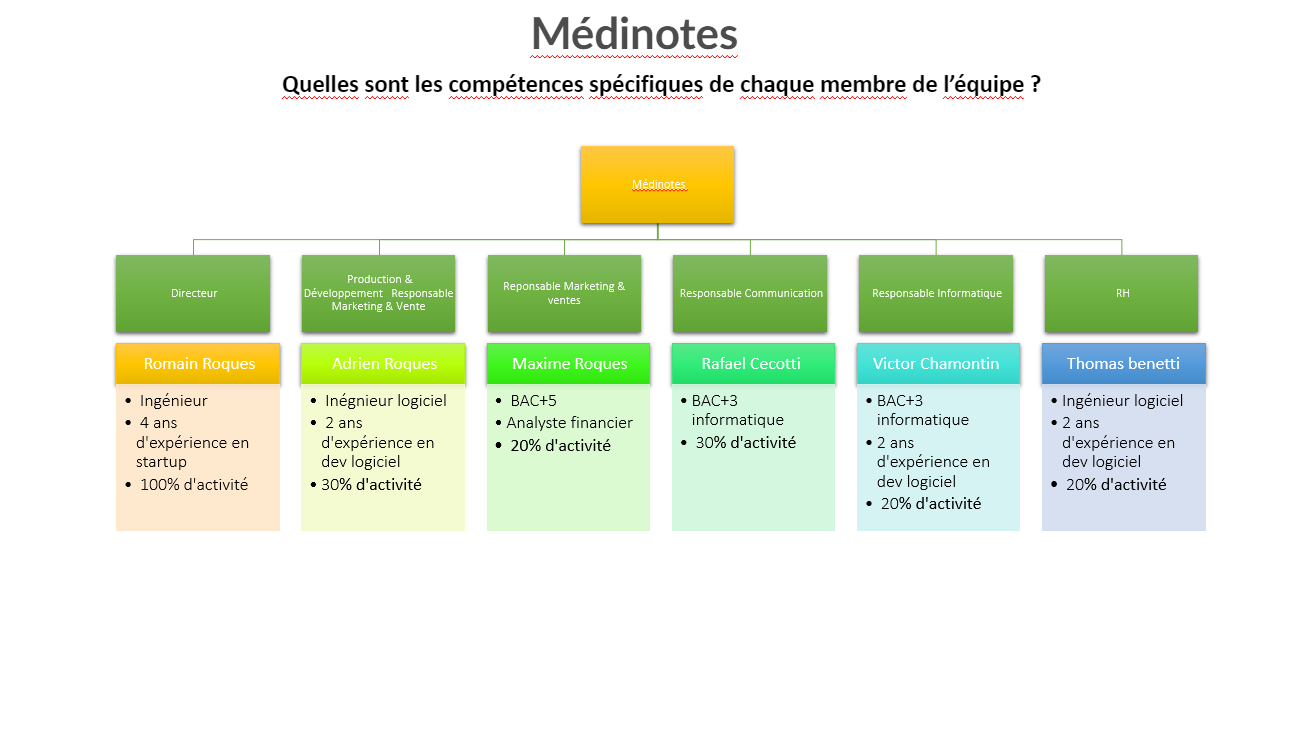 Médinotes
Quelles sont les compétences spécifiques de chaque membre de l'équipe ?
Médinotes
Directeur
Production &
Développement Responsable
Marketing & Vente
Reponsable Marketing &
ventes
Responsable Communication
Responsable Informatique
RH
Romain Roques
• Ingénieur
• 4 ans
d'expérience en
startup
• 100% d'activité
Adrien Roques
• Inégnieur logiciel
• 2 ans
d'expérience en
dev logiciel
• 30% d'activité
Maxime Roques
• BAC+5
• Analyste financier
• 20% d'activité
Rafael Cecotti
• BAC+3
informatique
• 30% d'activité
Victor Chamontin
• BAC+3
informatique
• 2 ans
d'expérience en
dev logiciel
• 20% d'activité
Thomas benetti
• Ingénieur logiciel
• 2 ans
d'expérience en
dev logiciel
• 20% d'activité